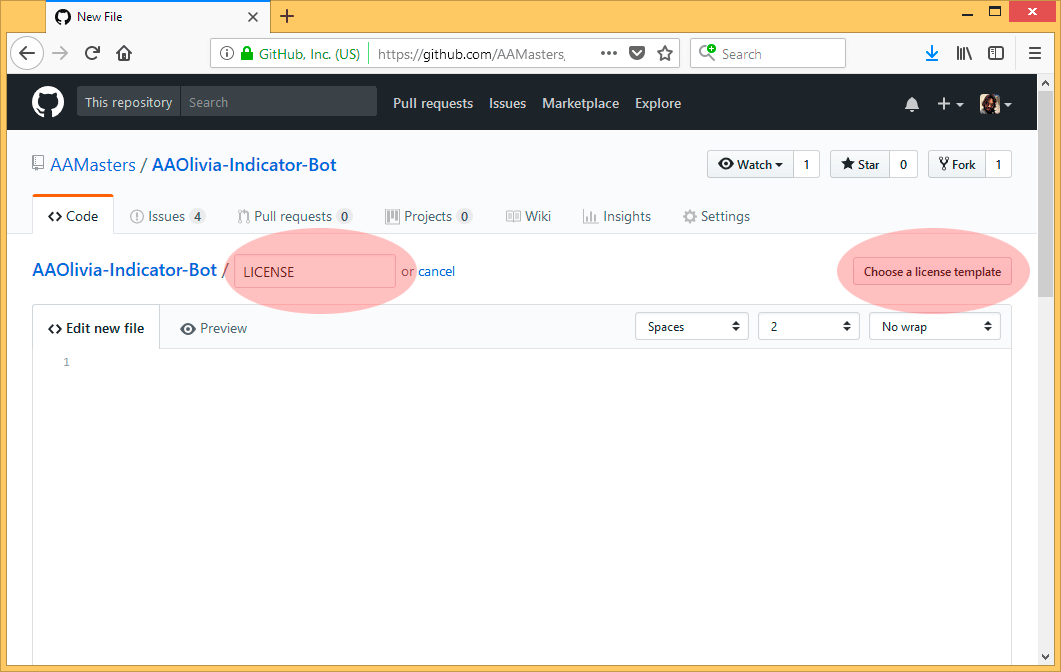 New File
GitHub, Inc. (US) https://github.com/AAMasters, Search
This repository Search Pull requests Issues Marketplace Explore
AAMasters / AAOlivia-Indicator-Bot Watch 1 Star 0 Fork 1
Code Issues 4 Pull requests 0 Projects 0 Wiki Insights Settings
AAOlivia-Indicator-Bot / LICENSE or cancel Choose a license template
Edit new file Preview Spaces 2 No wrap
1